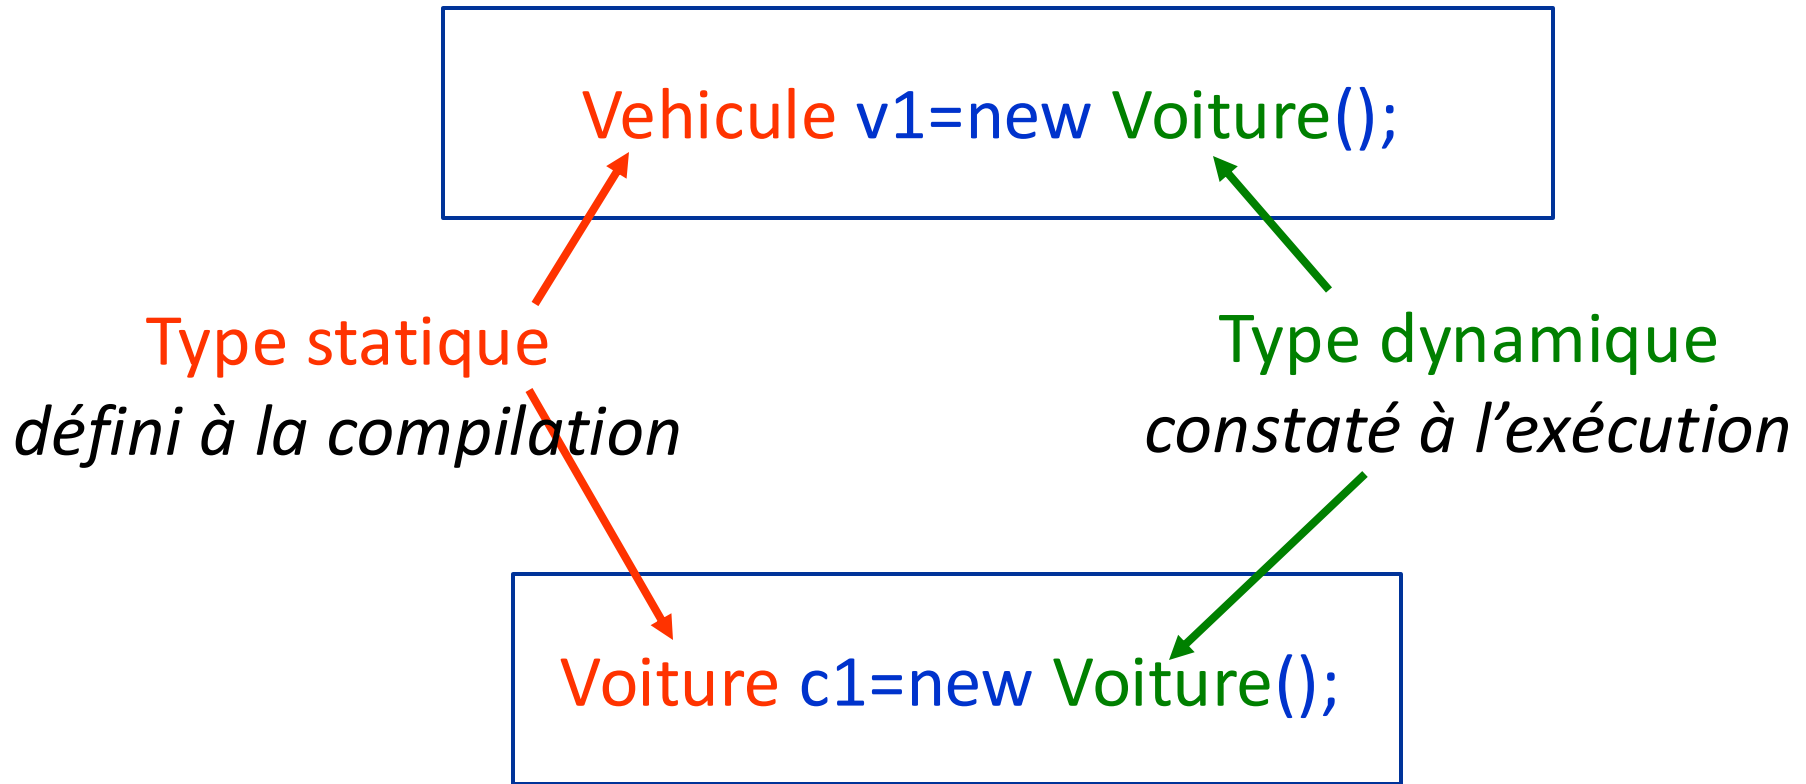 Vehicule v1=new Voiture();
Type statique
défini à la compilation
Type dynamique
constaté à l’exécution
Voiture c1=new Voiture();